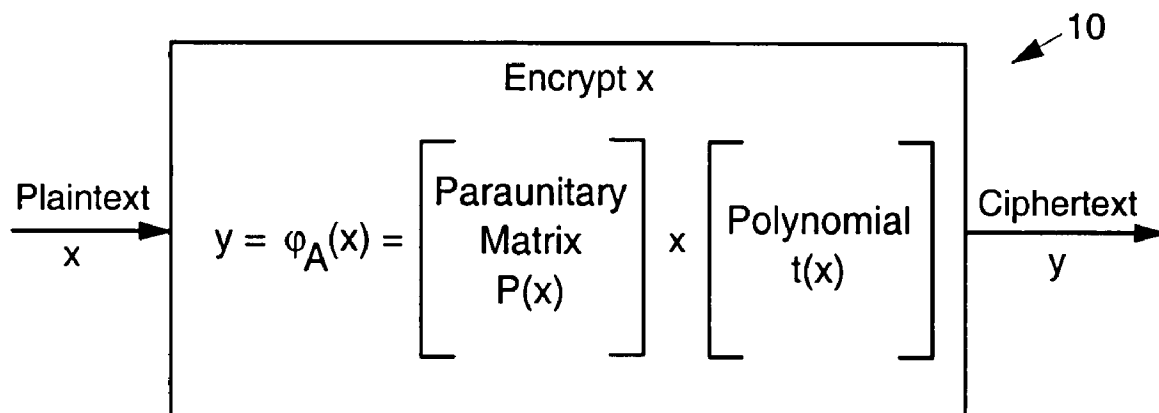 10
Encrypt x
Plaintext
x
y = φA(x) =
Paraunitary
Matrix
P(x)
x
Polynomial
t(x)
Ciphertext
y